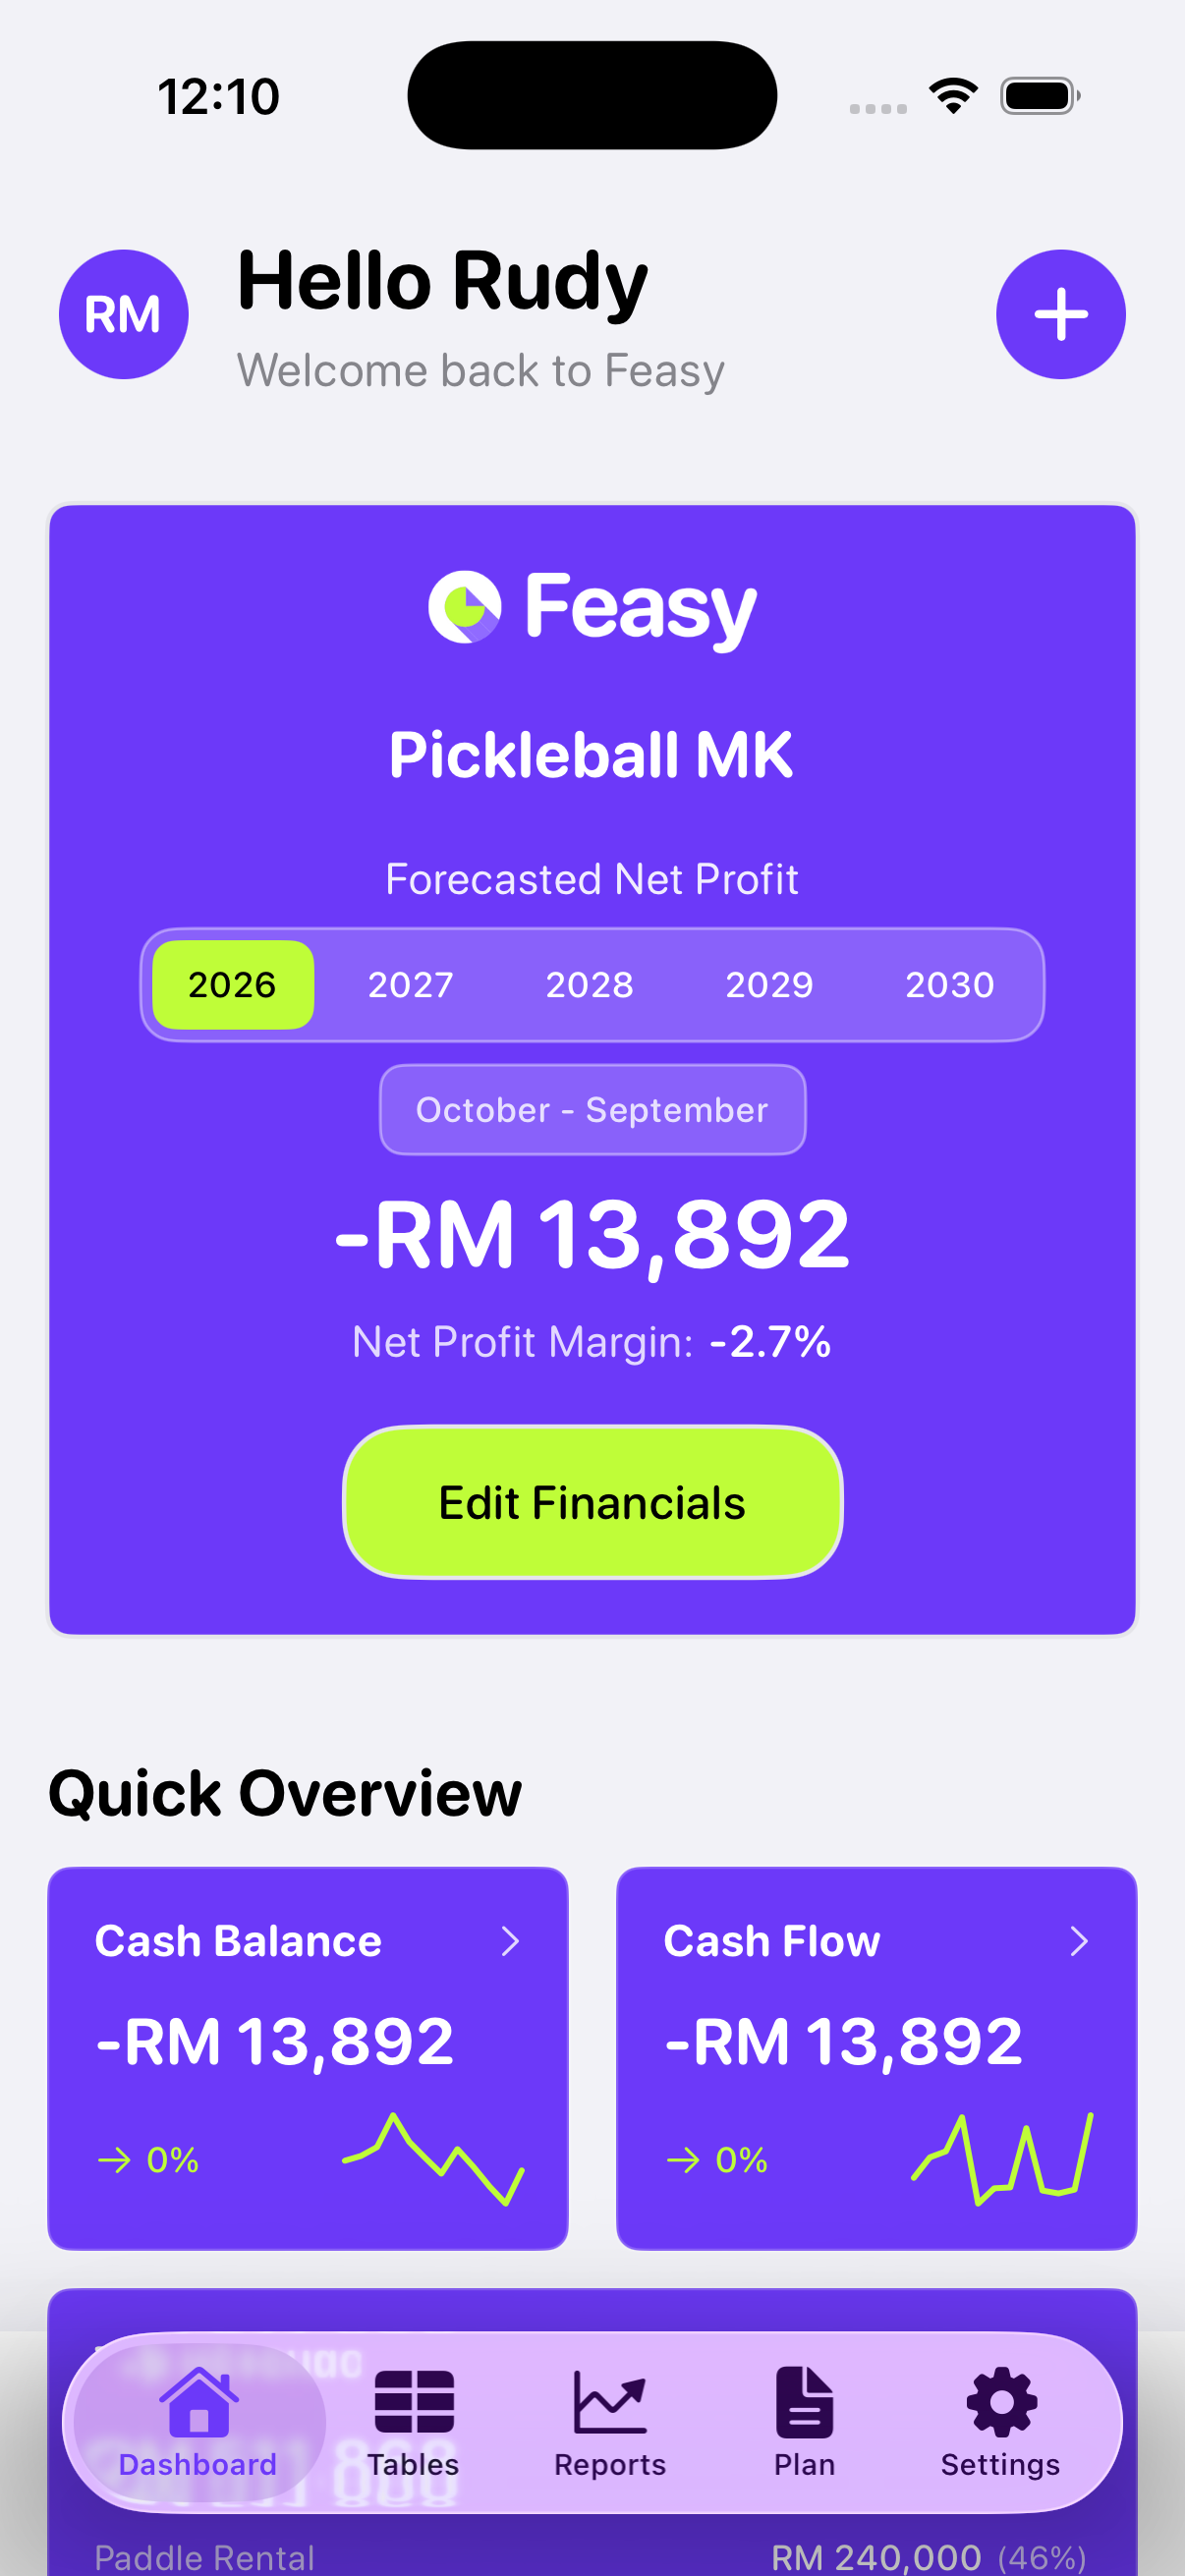 12:10
RM
Hello Rudy
Welcome back to Feasy
Feasy
Pickleball MK
Forecasted Net Profit
2026 2027 2028 2029 2030
October - September
-RM 13,892
Net Profit Margin: -2.7%
Edit Financials
Quick Overview
Cash Balance
-RM 13,892
→ 0%
Cash Flow
-RM 13,892
→ 0%
Dashboard Tables Reports Plan Settings
Paddle Rental RM 240,000 (46%)